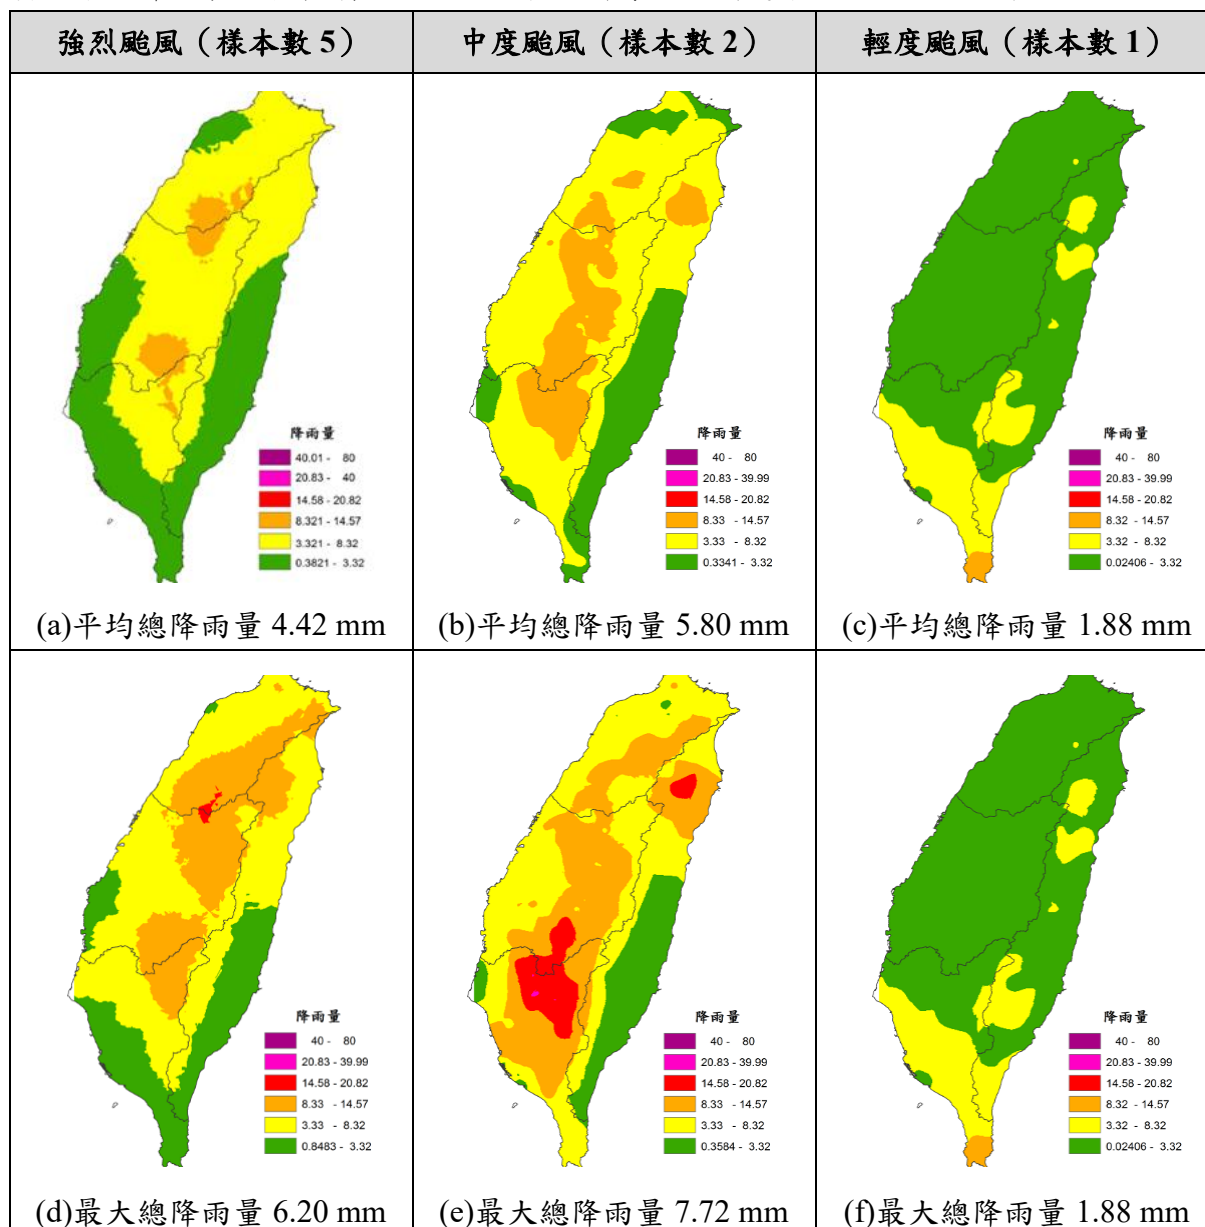 強烈颱風（樣本數 5）
中度颱風（樣本數 2）
輕度颱風（樣本數 1）
降雨量
40.01 - 80
20.83 - 40
14.58 - 20.82
8.321 - 14.57
3.321 - 8.32
0.3821 - 3.32
(a)平均總降雨量 4.42 mm
降雨量
40 - 80
20.83 - 39.99
14.58 - 20.82
8.33 - 14.57
3.33 - 8.32
0.3341 - 3.32
(b)平均總降雨量 5.80 mm
降雨量
40 - 80
20.83 - 39.99
14.58 - 20.82
8.32 - 14.57
3.32 - 8.32
0.02406 - 3.32
(c)平均總降雨量 1.88 mm
降雨量
40 - 80
20.83 - 39.99
14.58 - 20.82
8.33 - 14.57
3.33 - 8.32
0.8483 - 3.32
(d)最大總降雨量 6.20 mm
降雨量
40 - 80
20.83 - 39.99
14.58 - 20.82
8.33 - 14.57
3.33 - 8.32
0.3584 - 3.32
(e)最大總降雨量 7.72 mm
降雨量
40 - 80
20.83 - 39.99
14.58 - 20.82
8.32 - 14.57
3.32 - 8.32
0.02406 - 3.32
(f)最大總降雨量 1.88 mm